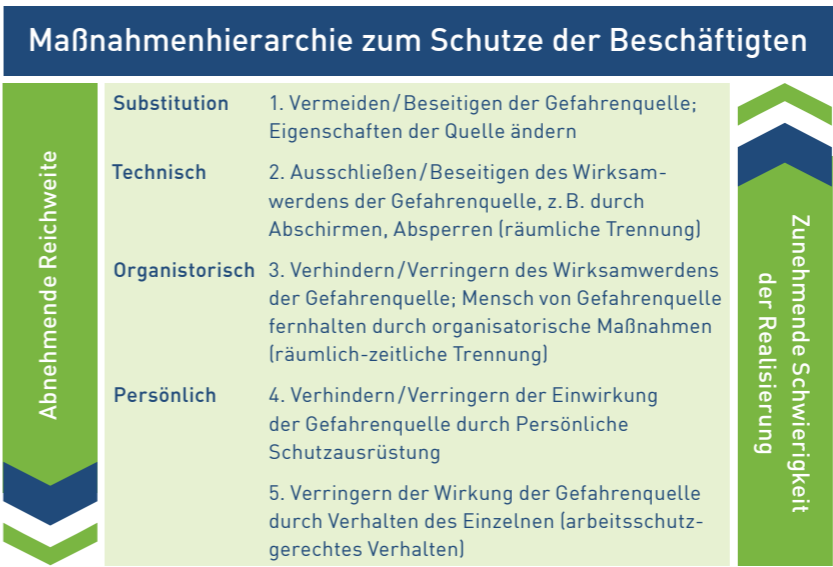 Maßnahmenhierarchie zum Schutze der Beschäftigten
Abnehmende Reichweite
Substitution 1. Vermeiden/Beseitigen der Gefahrenquelle;
Eigenschaften der Quelle ändern
Technisch 2. Ausschließen/Beseitigen des Wirksam-
werdens der Gefahrenquelle, z. B. durch
Abschirmen, Absperren (räumliche Trennung)
Organistorisch 3. Verhindern/Verringern des Wirksamwerdens
der Gefahrenquelle; Mensch von Gefahrenquelle
fernhalten durch organisatorische Maßnahmen
(räumlich-zeitliche Trennung)
Persönlich 4. Verhindern/Verringern der Einwirkung
der Gefahrenquelle durch Persönliche
Schutzausrüstung
5. Verringern der Wirkung der Gefahrenquelle
durch Verhalten des Einzelnen (arbeitsschutz-
gerechtes Verhalten)
Zunehmende Schwierigkeit
der Realisierung